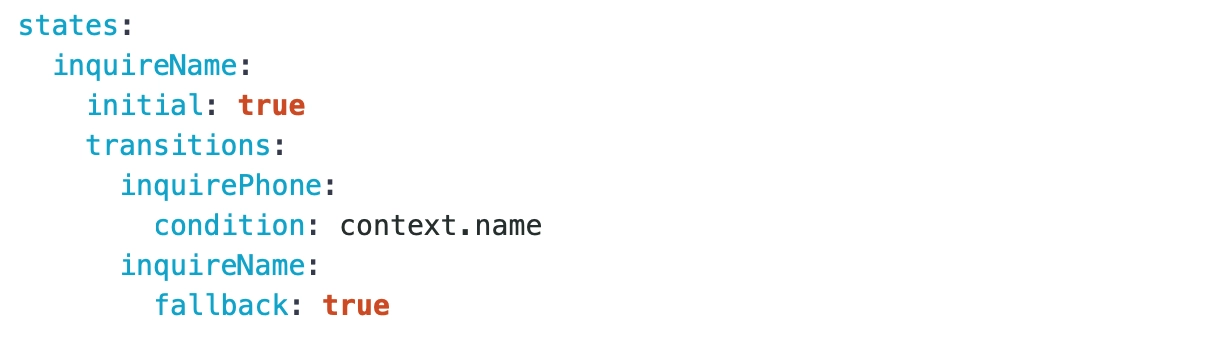 states:
  inquireName:
    initial: true
    transitions:
      inquirePhone:
        condition: context.name
      inquireName:
        fallback: true